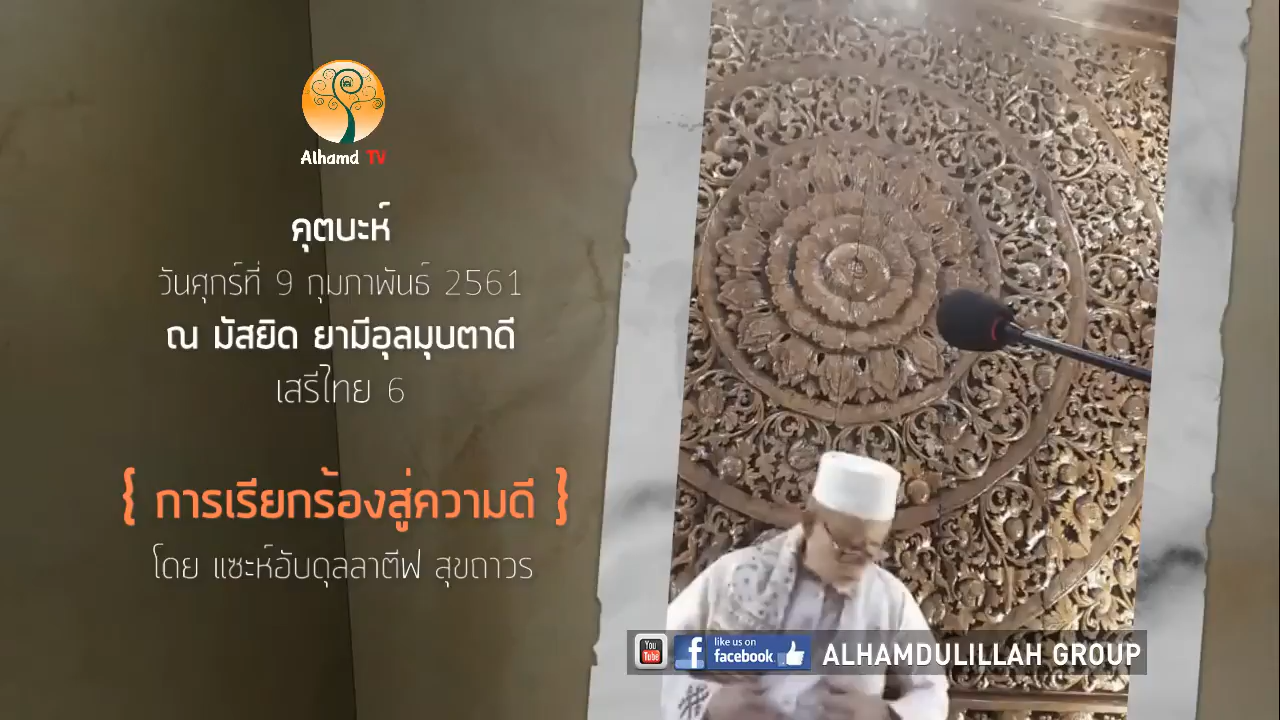 Alhamd TV
คุตบะห์
วันศุกร์ที่ 9 กุมภาพันธ์ 2561
ณ มัสยิด ยามีอุลมุบตาดี
เสรีไทย 6
{ การเรียกร้องสู่ความดี }
โดย แซะห์อับดุลลาตีฟ สุขถาวร
You Tube
like us on
facebook
ALHAMDULILLAH GROUP